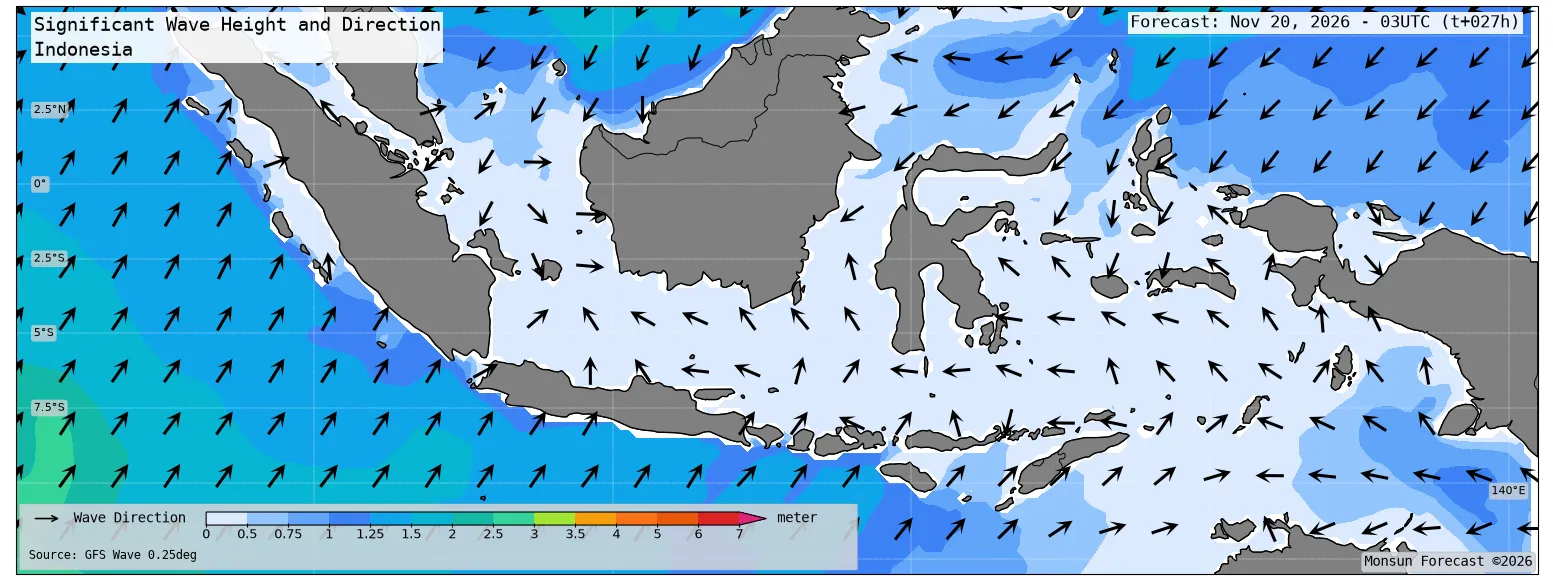 Significant Wave Height and Direction
Indonesia
Forecast: Nov 20, 2026 - 03UTC (t+027h)
2.5°N
0°
2.5°S
5°S
7.5°S
140°E
Wave Direction
0 0.5 0.75 1 1.25 1.5 2 2.5 3 3.5 4 5 6 7
meter
Source: GFS Wave 0.25deg
Monsun Forecast ©2026